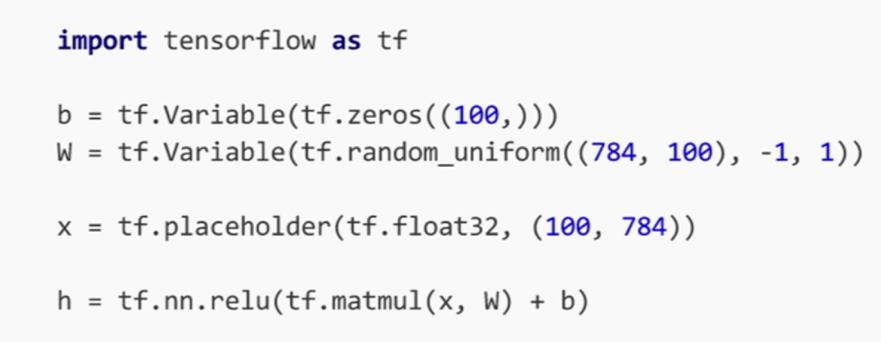 import tensorflow as tf
b = tf.Variable(tf.zeros((100,)))
W = tf.Variable(tf.random_uniform((784, 100), -1, 1))
x = tf.placeholder(tf.float32, (100, 784))
h = tf.nn.relu(tf.matmul(x, W) + b)